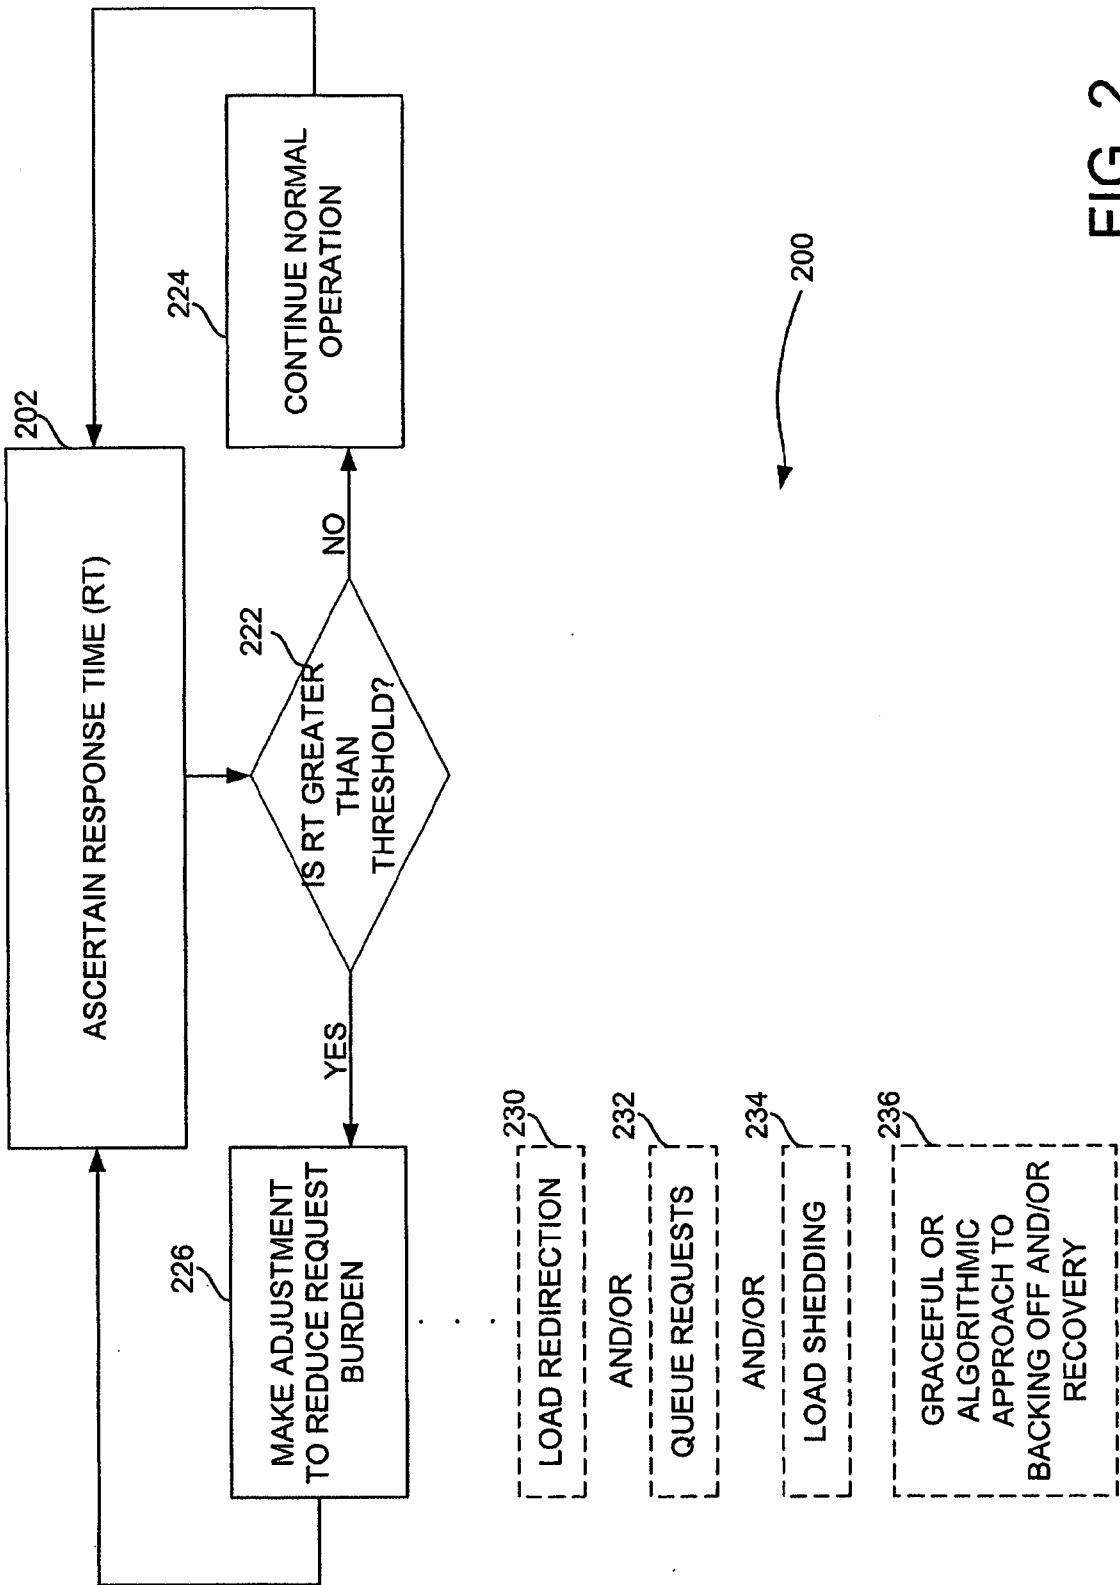 202
ASCERTAIN RESPONSE TIME (RT)
222
IS RT GREATER
THAN
THRESHOLD?
YES
NO
226
MAKE ADJUSTMENT
TO REDUCE REQUEST
BURDEN
224
CONTINUE NORMAL
OPERATION
230
LOAD REDIRECTION
AND/OR
232
QUEUE REQUESTS
AND/OR
234
LOAD SHEDDING
236
GRACEFUL OR
ALGORITHMIC
APPROACH TO
BACKING OFF AND/OR
RECOVERY
200
FIG. 2